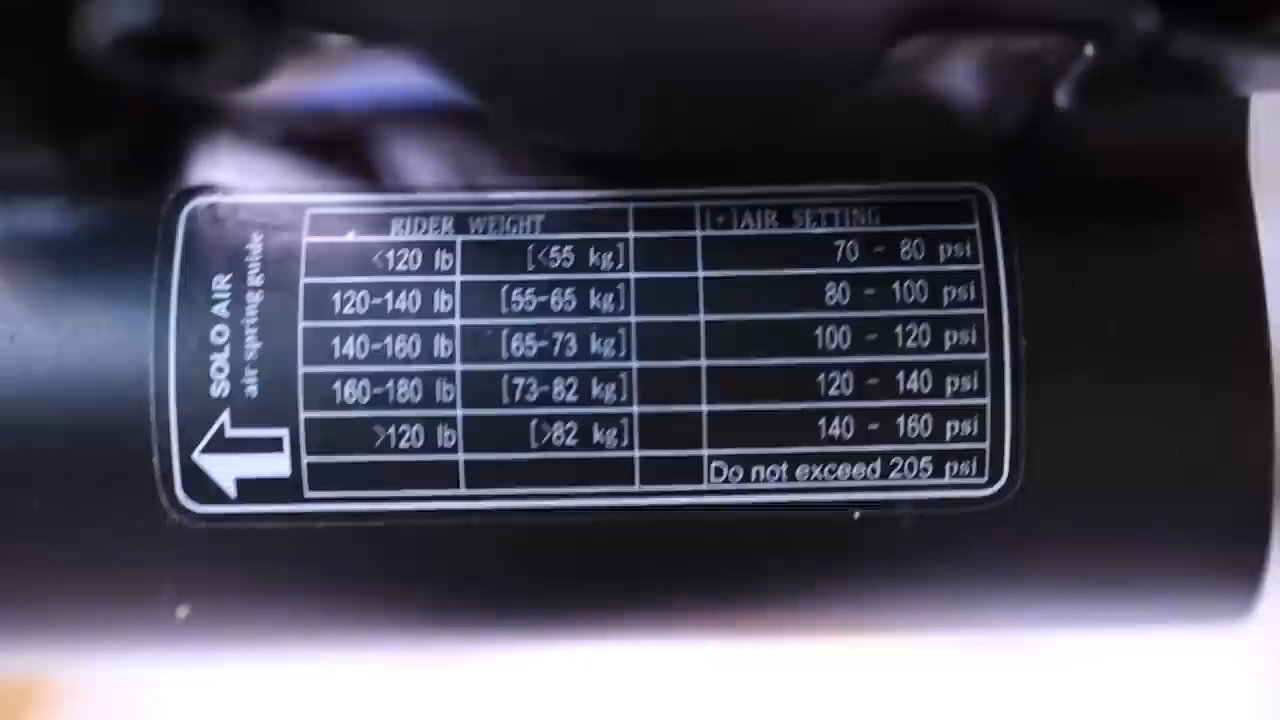 SOLO AIR
air spring guide
RIDER WEIGHT [+]AIR SETTING
<120 lb [<55 kg] 70 - 80 psi
120-140 lb [55-65 kg] 80 - 100 psi
140-160 lb [65-73 kg] 100 - 120 psi
160-180 lb [73-82 kg] 120 - 140 psi
>120 lb [>82 kg] 140 - 160 psi
Do not exceed 205 psi